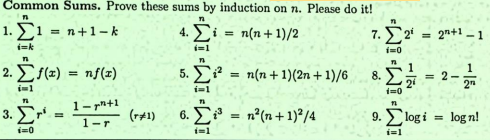 Common Sums. Prove these sums by induction on n. Please do it!
1. \sum_{i=k}^{n} 1 = n+1-k
4. \sum_{i=1}^{n} i = n(n+1)/2
7. \sum_{i=0}^{n} 2^i = 2^{n+1} - 1
2. \sum_{i=1}^{n} f(x) = nf(x)
5. \sum_{i=1}^{n} i^2 = n(n+1)(2n+1)/6
8. \sum_{i=0}^{n} \frac{1}{2^i} = 2 - \frac{1}{2^n}
3. \sum_{i=0}^{n} r^i = \frac{1-r^{n+1}}{1-r} (r≠1)
6. \sum_{i=1}^{n} i^3 = n^2(n+1)^2/4
9. \sum_{i=1}^{n} \log i = \log n!